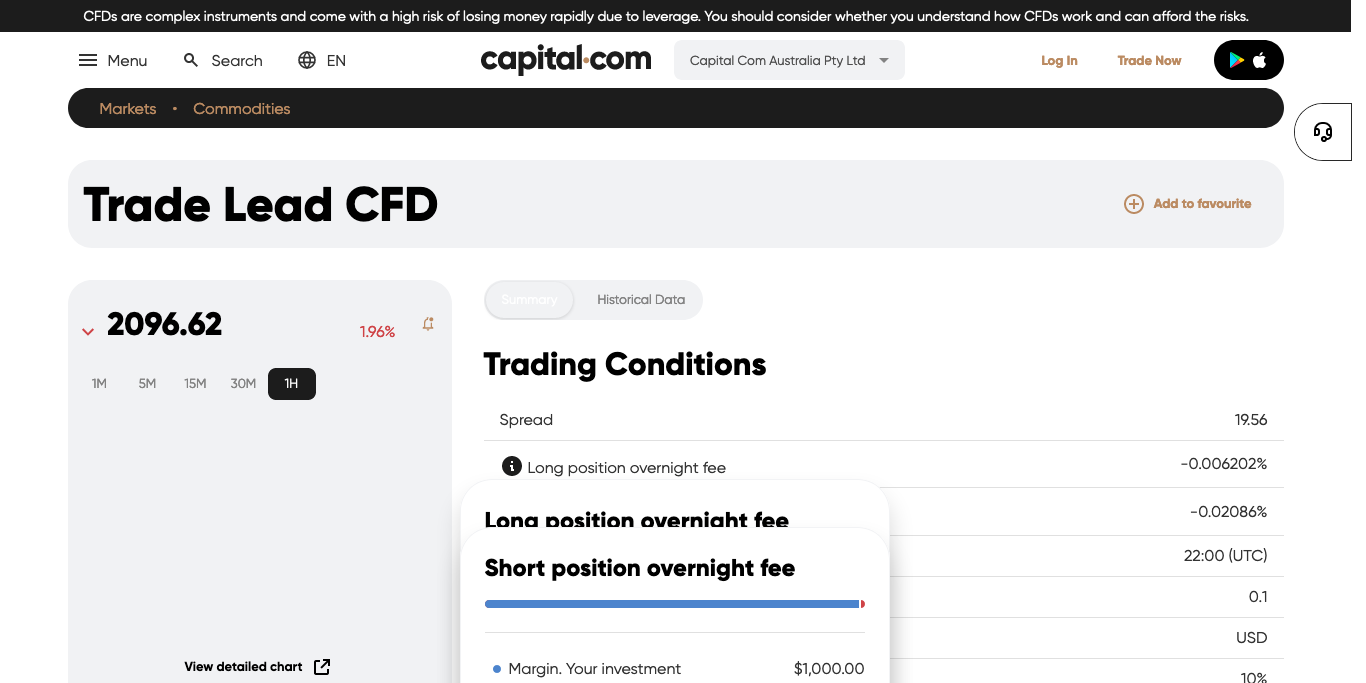 CFDs are complex instruments and come with a high risk of losing money rapidly due to leverage. You should consider whether you understand how CFDs work and can afford the risks.
Menu
Search
EN
capital.com
Capital Com Australia Pty Ltd
Log In
Trade Now
Markets • Commodities
Trade Lead CFD
Add to favourite
2096.62
1.96%
1M 5M 15M 30M 1H
View detailed chart
Summary
Historical Data
Trading Conditions
Spread 19.56
Long position overnight fee -0.006202%
-0.02086%
22:00 (UTC)
0.1
USD
10%
Long position overnight fee
Short position overnight fee
Margin. Your investment $1,000.00